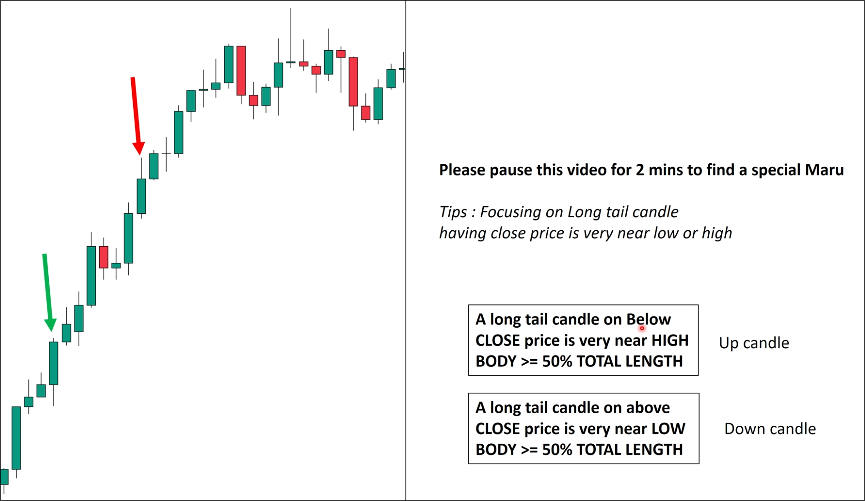 Please pause this video for 2 mins to find a special Maru
Tips : Focusing on Long tail candle
having close price is very near low or high
A long tail candle on Below
CLOSE price is very near HIGH
BODY >= 50% TOTAL LENGTH
Up candle
A long tail candle on above
CLOSE price is very near LOW
BODY >= 50% TOTAL LENGTH
Down candle